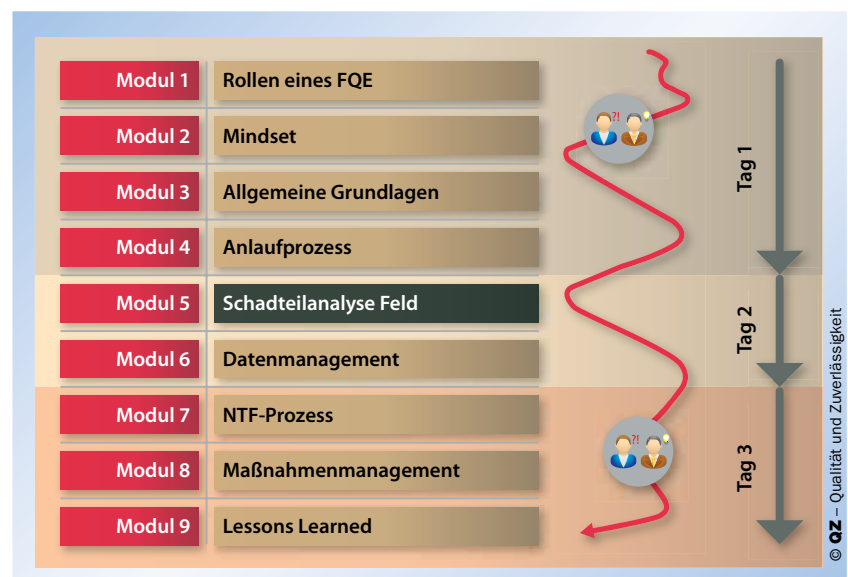 Modul 1 Rollen eines FQE
Modul 2 Mindset
Modul 3 Allgemeine Grundlagen
Modul 4 Anlaufprozess
Modul 5 Schadteilanalyse Feld
Modul 6 Datenmanagement
Modul 7 NTF-Prozess
Modul 8 Maßnahmenmanagement
Modul 9 Lessons Learned
?!
?!
Tag 1
Tag 2
Tag 3
© QZ – Qualität und Zuverlässigkeit